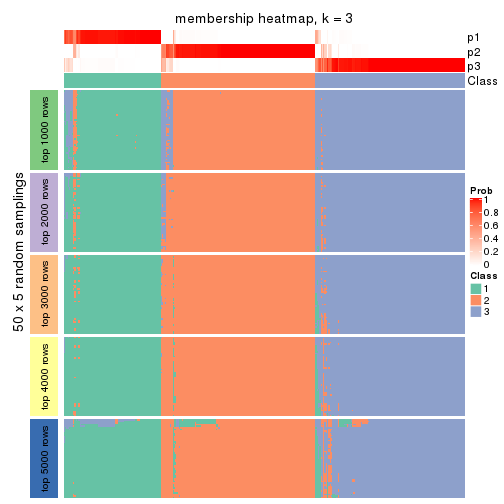 membership heatmap, k = 3
p1
p2
p3
Class
50 x 5 random samplings
top 1000 rows
top 2000 rows
top 3000 rows
top 4000 rows
top 5000 rows
Prob
1
0.8
0.6
0.4
0.2
0
Class
1
2
3